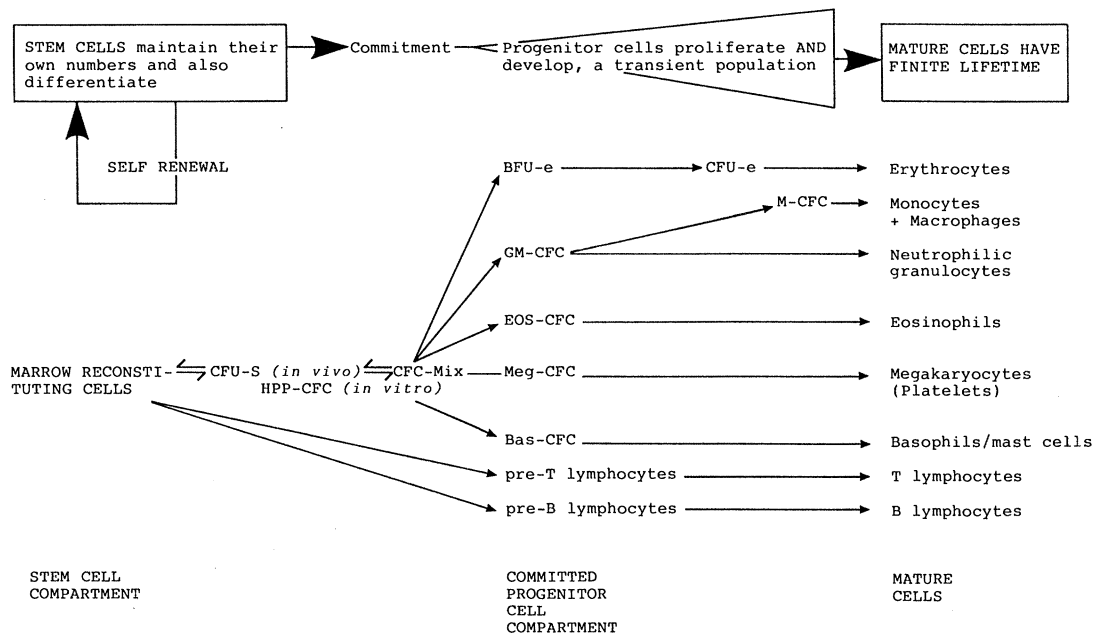 STEM CELLS maintain their
own numbers and also
differentiate
Commitment
Progenitor cells proliferate AND
develop, a transient population
MATURE CELLS HAVE
FINITE LIFETIME
SELF RENEWAL
BFU-e
CFU-e
Erythrocytes
M-CFC
Monocytes
+ Macrophages
GM-CFC
Neutrophilic
granulocytes
EOS-CFC
Eosinophils
MARROW RECONSTI-
TUTING CELLS
CFU-S (in vivo)
HPP-CFC (in vitro)
CFC-Mix
Meg-CFC
Megakaryocytes
(Platelets)
Bas-CFC
Basophils/mast cells
pre-T lymphocytes
T lymphocytes
pre-B lymphocytes
B lymphocytes
STEM CELL
COMPARTMENT
COMMITTED
PROGENITOR
CELL
COMPARTMENT
MATURE
CELLS